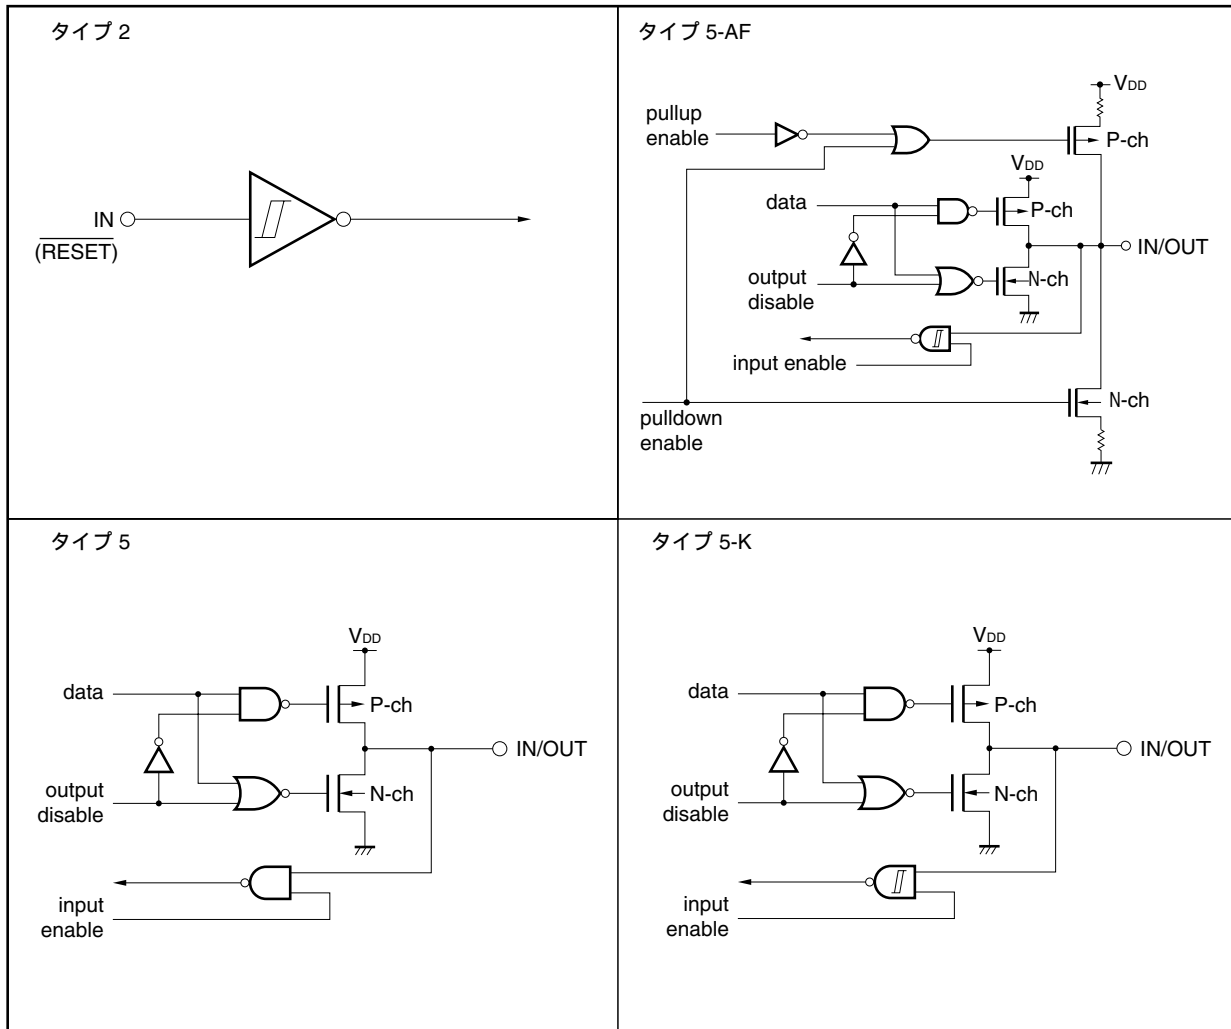 タイプ 2
IN
(RESET)
タイプ 5-AF
pullup
enable
VDD
P-ch
VDD
data
P-ch
IN/OUT
output
disable
N-ch
input enable
pulldown
enable
N-ch
タイプ 5
VDD
data
P-ch
IN/OUT
output
disable
N-ch
input
enable
タイプ 5-K
VDD
data
P-ch
IN/OUT
output
disable
N-ch
input
enable